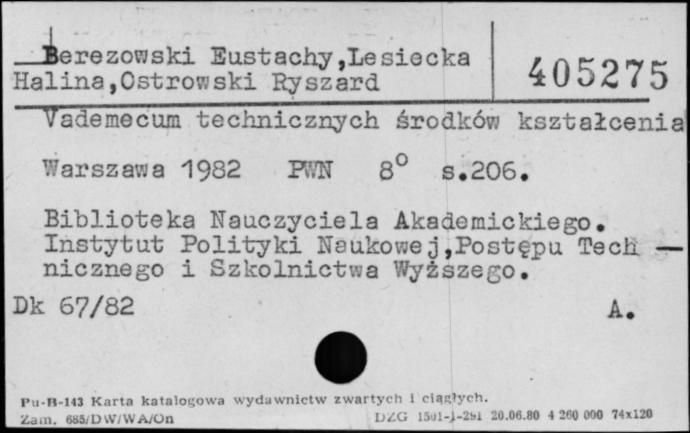 Berezowski Eustachy,Lesiecka
Halina,Ostrowski Ryszard
405275
Vademecum technicznych środków kształcenia
Warszawa 1982 PWN 8° s.206.
Biblioteka Nauczyciela Akademickiego.
Instytut Polityki Naukowej,Postępu Tech —
nicznego i Szkolnictwa Wyższego.
Dk 67/82 A.
Pu-B-143 Karta katalogowa wydawnictw zwartych i ciągłych.
Zam. 685/DW/WA/On DZG 1501-1-291 20.06.80 4 260 000 74x120